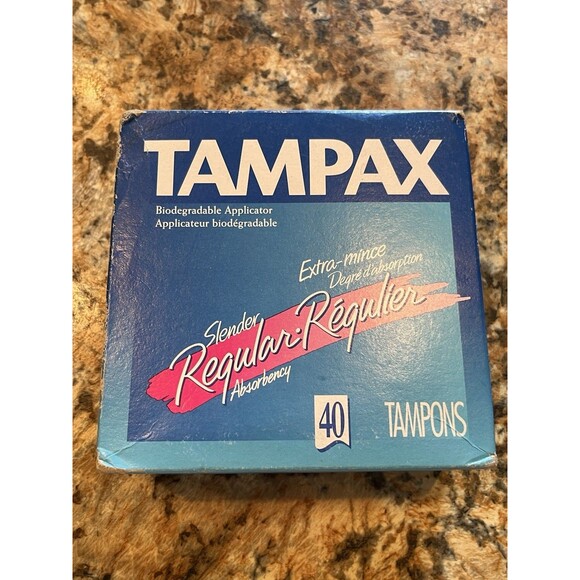 TAMPAX
Biodegradable Applicator
Applicateur biodégradable
Extra-mince
Degré d'absorption
Slender
Regular·Régulier
Absorbency
40
TAMPONS